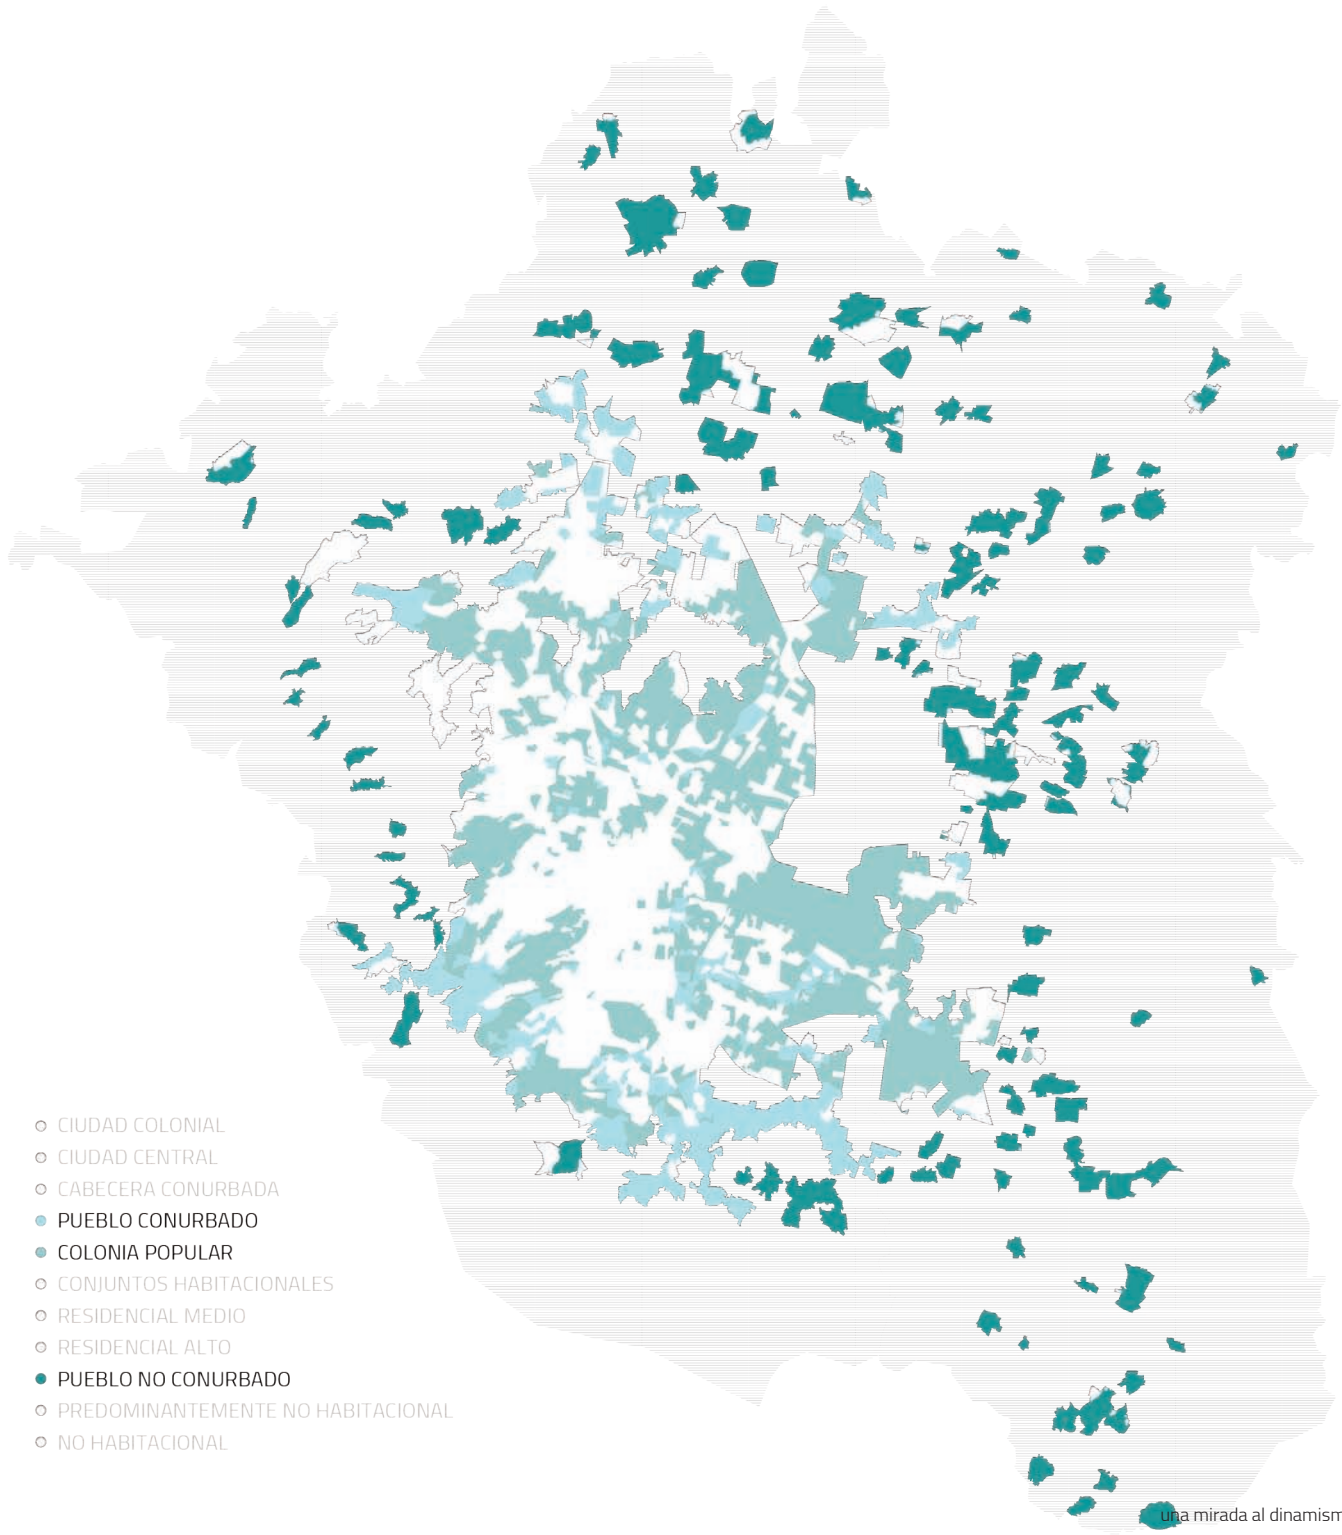 CIUDAD COLONIAL
CIUDAD CENTRAL
CABECERA CONURBADA
PUEBLO CONURBADO
COLONIA POPULAR
CONJUNTOS HABITACIONALES
RESIDENCIAL MEDIO
RESIDENCIAL ALTO
PUEBLO NO CONURBADO
PREDOMINANTEMENTE NO HABITACIONAL
NO HABITACIONAL
una mirada al dinamism